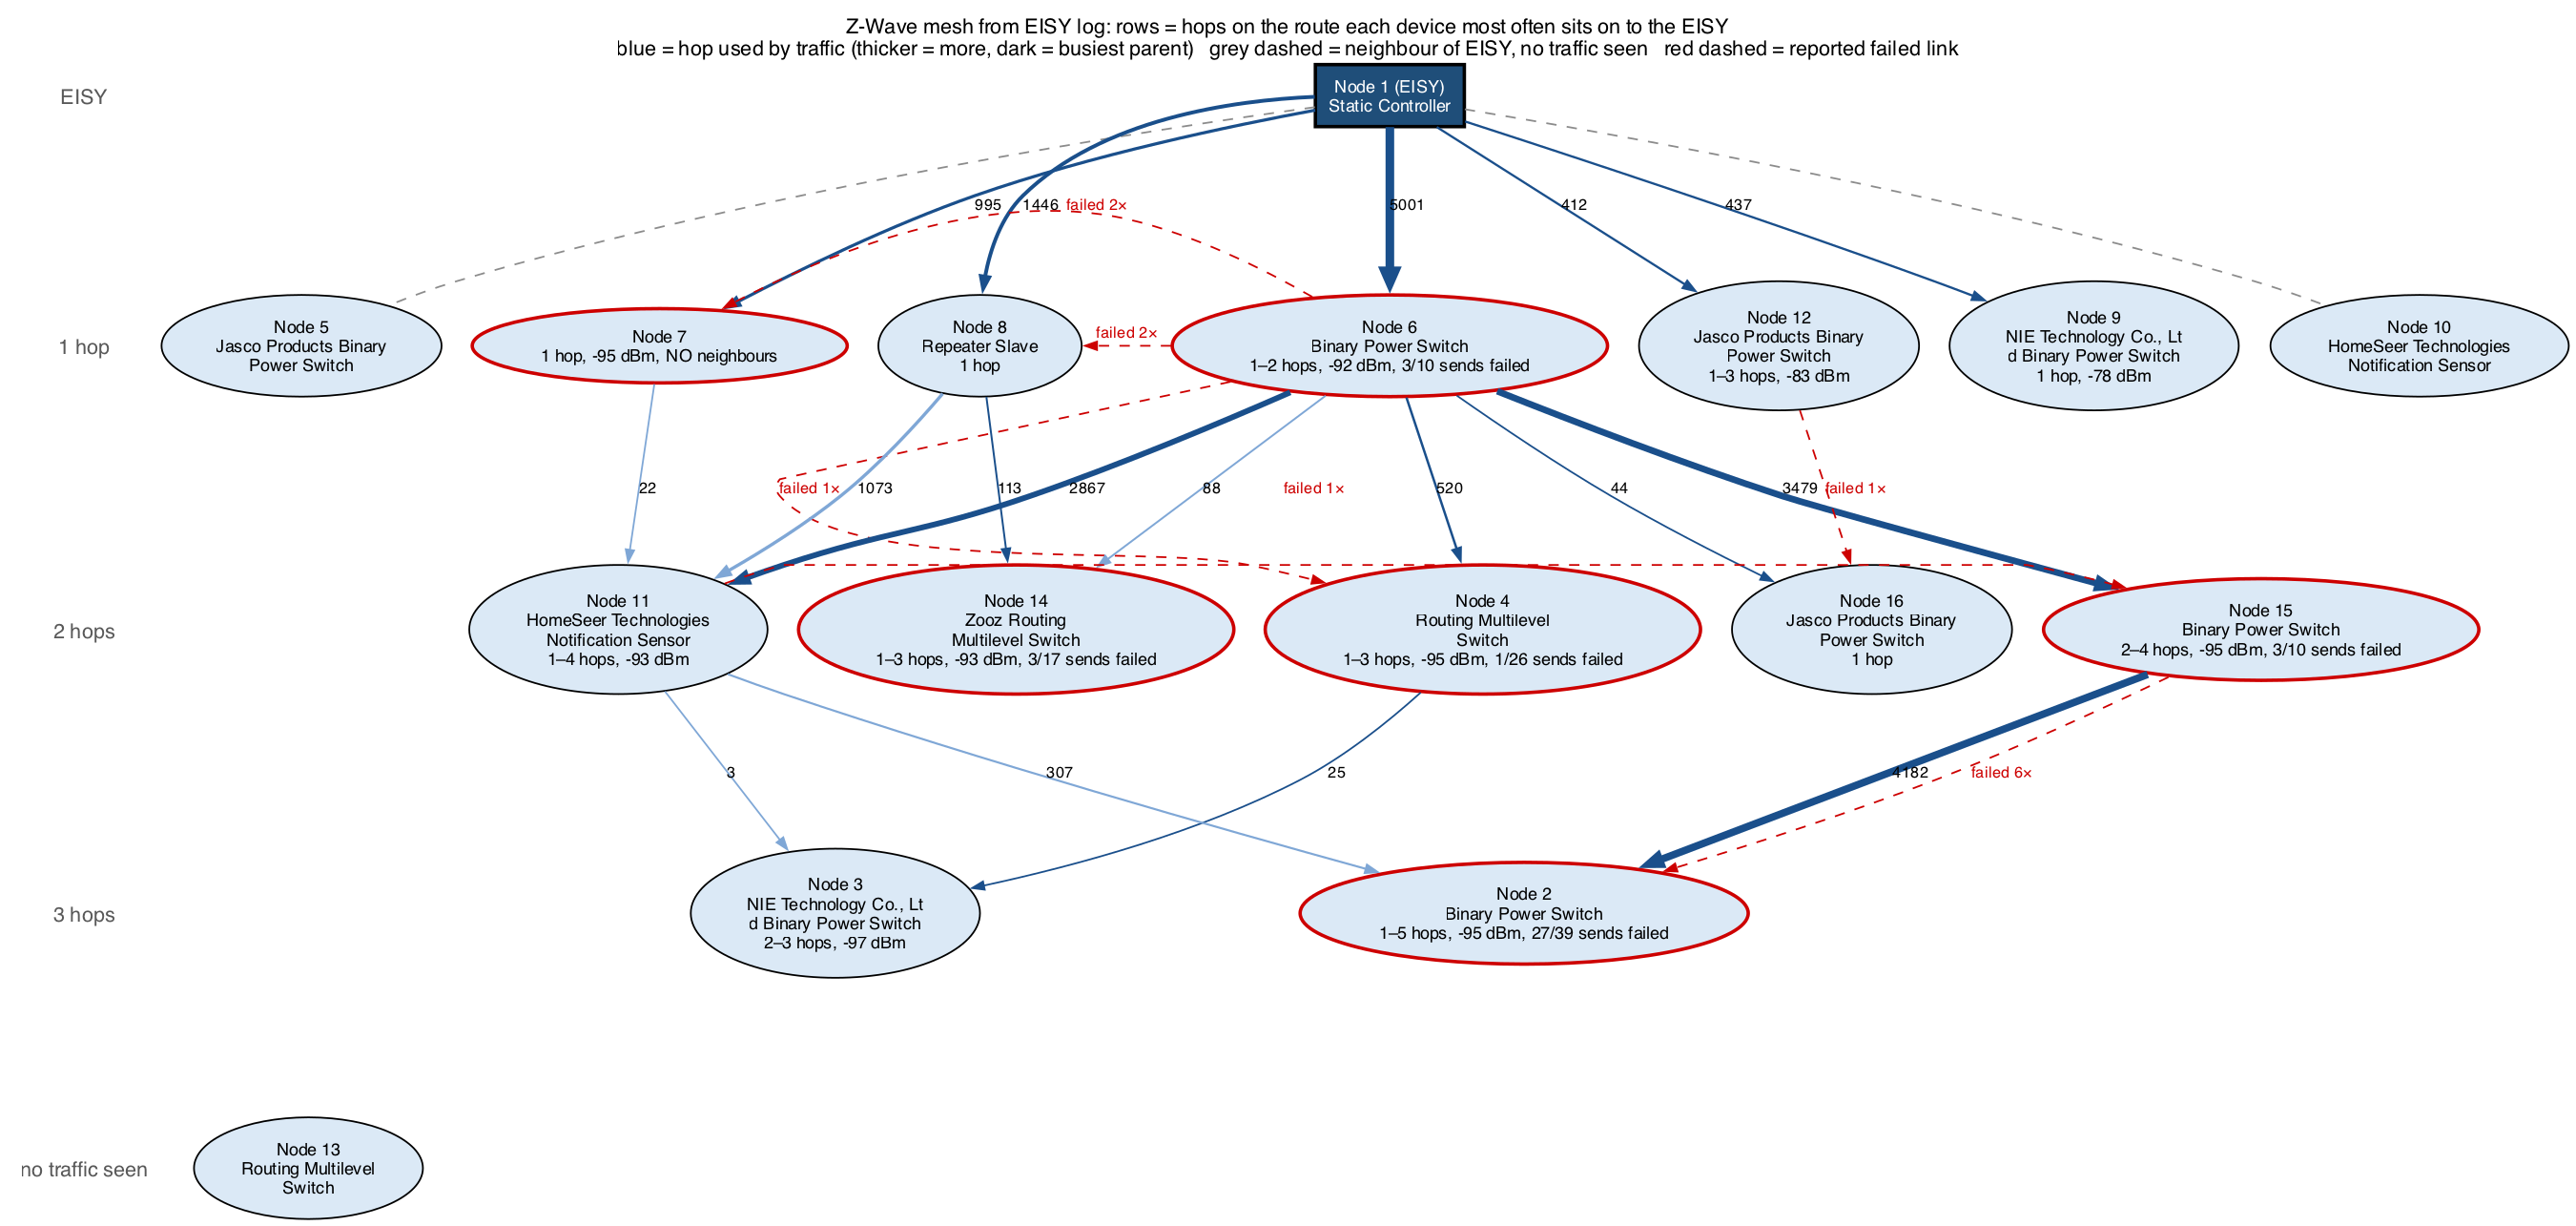 Z-Wave mesh from EISY log: rows = hops on the route each device most often sits on to the EISY
blue = hop used by traffic (thicker = more, dark = busiest parent)   grey dashed = neighbour of EISY, no traffic seen   red dashed = reported failed link
EISY
Node 1 (EISY)
Static Controller
995
1446
failed 2×
5001
412
437
1 hop
Node 5
Jasco Products Binary
Power Switch
Node 7
1 hop, -95 dBm, NO neighbours
Node 8
Repeater Slave
1 hop
failed 2×
Node 6
Binary Power Switch
1–2 hops, -92 dBm, 3/10 sends failed
Node 12
Jasco Products Binary
Power Switch
1–3 hops, -83 dBm
Node 9
NIE Technology Co., Lt
d Binary Power Switch
1 hop, -78 dBm
Node 10
HomeSeer Technologies
Notification Sensor
22
failed 1×
1073
113
2867
88
failed 1×
520
44
3479
failed 1×
2 hops
Node 11
HomeSeer Technologies
Notification Sensor
1–4 hops, -93 dBm
Node 14
Zooz Routing
Multilevel Switch
1–3 hops, -93 dBm, 3/17 sends failed
Node 4
Routing Multilevel
Switch
1–3 hops, -95 dBm, 1/26 sends failed
Node 16
Jasco Products Binary
Power Switch
1 hop
Node 15
Binary Power Switch
2–4 hops, -95 dBm, 3/10 sends failed
3
307
25
4182
failed 6×
3 hops
Node 3
NIE Technology Co., Lt
d Binary Power Switch
2–3 hops, -97 dBm
Node 2
Binary Power Switch
1–5 hops, -95 dBm, 27/39 sends failed
no traffic seen
Node 13
Routing Multilevel
Switch